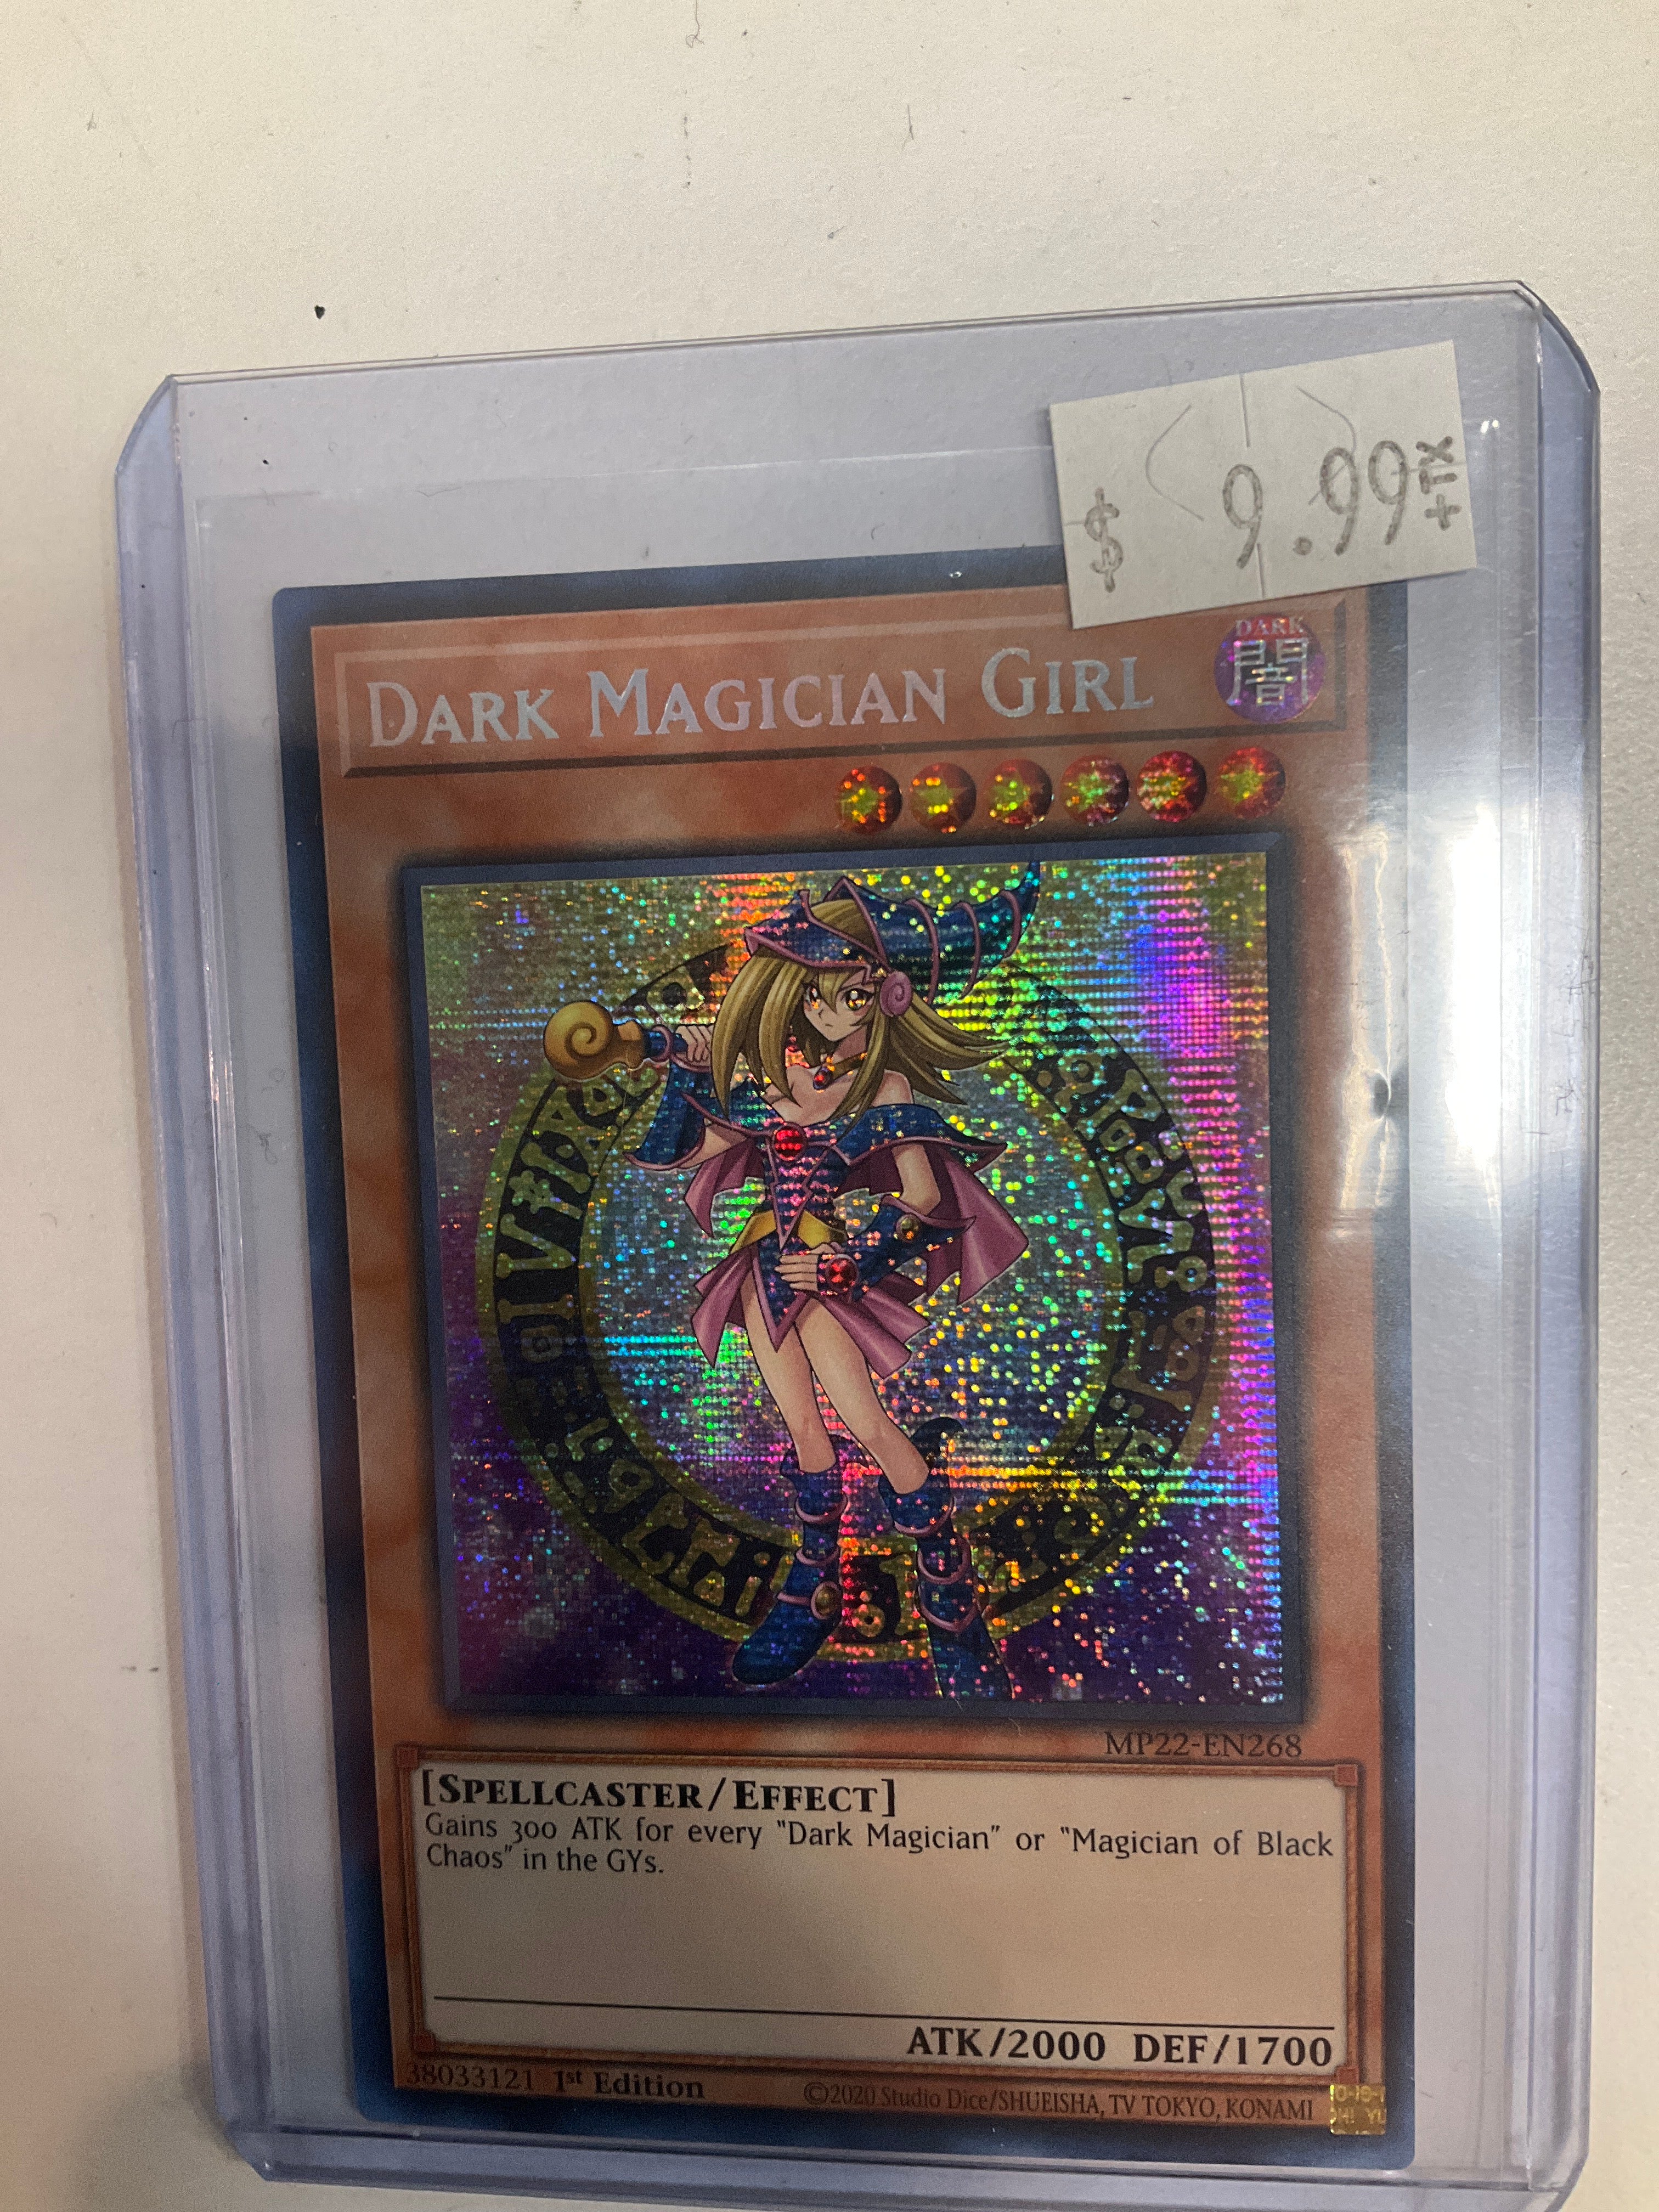 $ 9.99 +TX
DARK
DARK MAGICIAN GIRL 闇
MP22-EN268
[SPELLCASTER/EFFECT]
Gains 300 ATK for every "Dark Magician" or "Magician of Black
Chaos" in the GYs.
ATK/2000 DEF/1700
38033121 1st Edition
©2020 Studio Dice/SHUEISHA, TV TOKYO, KONAMI